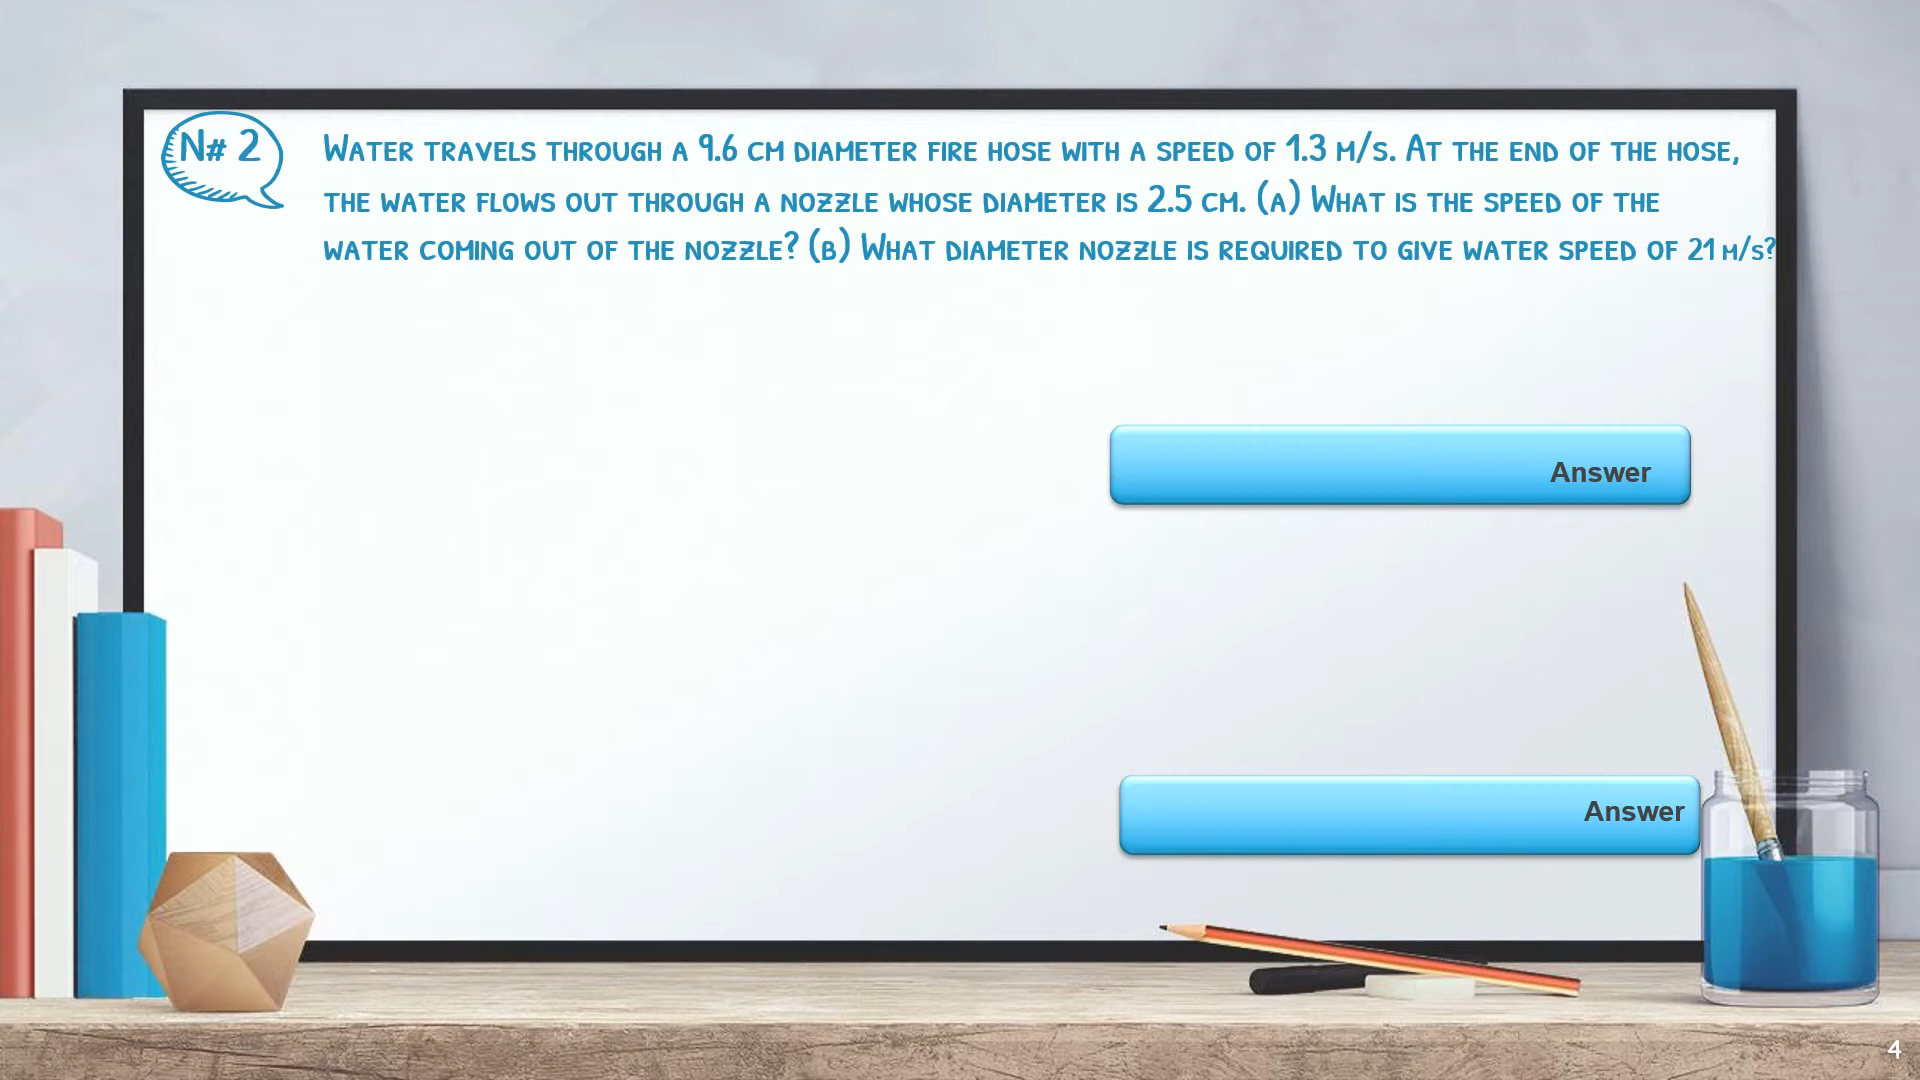 N# 2
Water travels through a 9.6 cm diameter fire hose with a speed of 1.3 m/s. At the end of the hose,
the water flows out through a nozzle whose diameter is 2.5 cm. (a) What is the speed of the
water coming out of the nozzle? (b) What diameter nozzle is required to give water speed of 21 m/s?
Answer
Answer
4